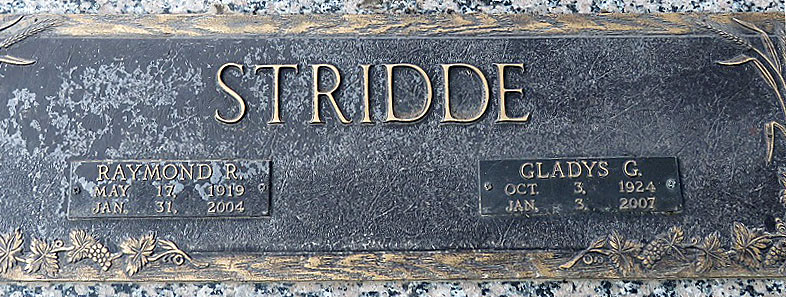 STRIDDE
RAYMOND R.
MAY 17, 1919
JAN. 31, 2004
GLADYS G.
OCT. 3, 1924
JAN. 3, 2007